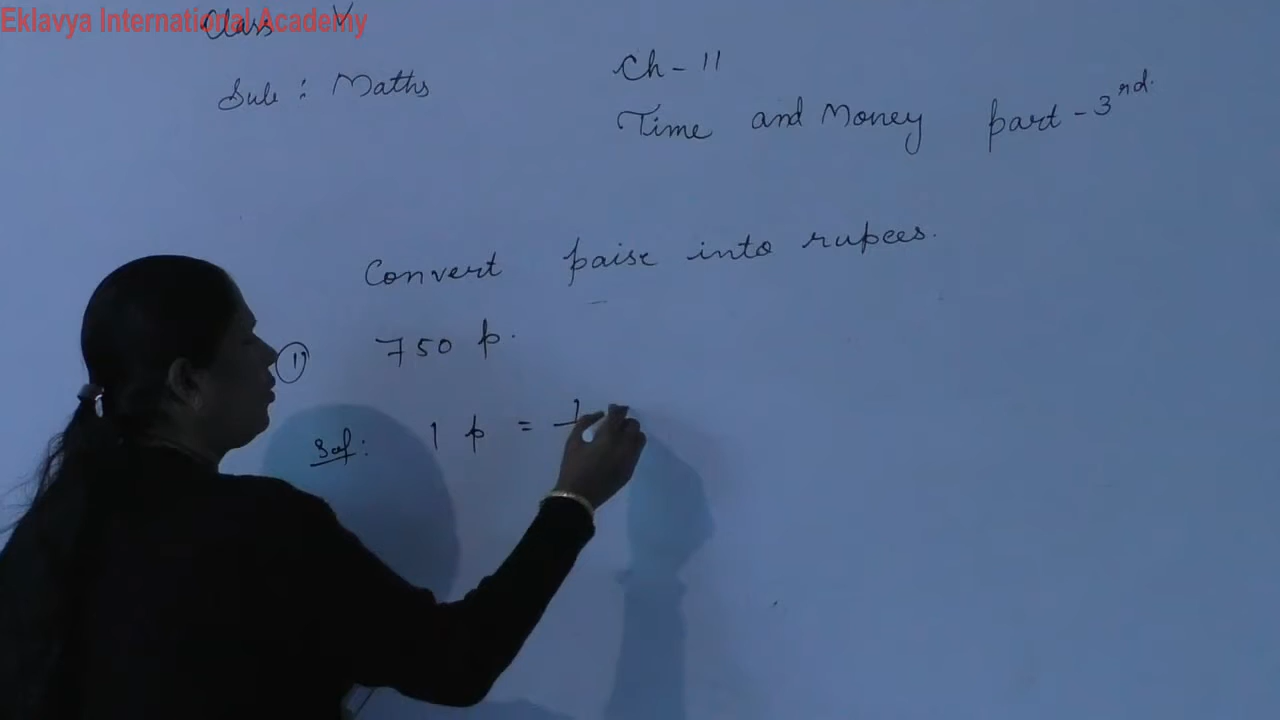 Eklavya International Academy
Class V
Sub : Maths
Ch - 11
Time and Money part - 3rd.
Convert paise into rupees.
1) 750 p.
Sol: 1 p = 1